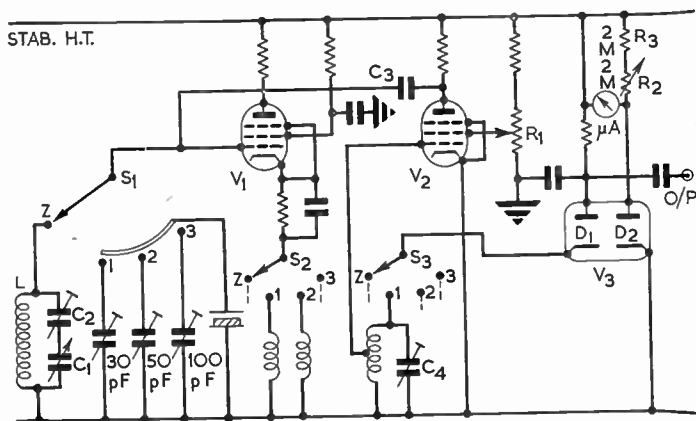 STAB. H.T.
C3
2
M
2
M
R3
R2
μA
V1
V2
R1
O/P
S1
Z
D1
D2
V3
S2
Z
3
1
2
S3
Z
3
1
2
L
C2
C1
1
2
3
30
pF
50
pF
100
pF
C4